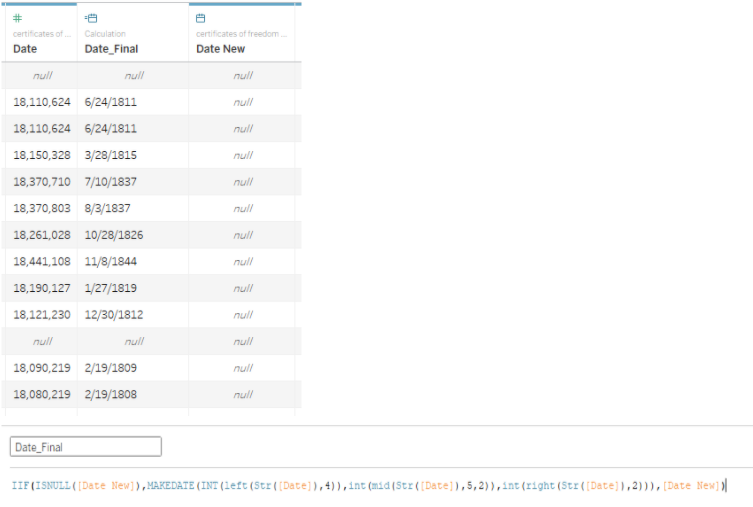 certificates of ... Calculation certificates of freedom ...
Date Date_Final Date New
null null null
18,110,624 6/24/1811 null
18,110,624 6/24/1811 null
18,150,328 3/28/1815 null
18,370,710 7/10/1837 null
18,370,803 8/3/1837 null
18,261,028 10/28/1826 null
18,441,108 11/8/1844 null
18,190,127 1/27/1819 null
18,121,230 12/30/1812 null
null null null
18,090,219 2/19/1809 null
18,080,219 2/19/1808 null
Date_Final
IIF(ISNULL([Date New]),MAKEDATE(INT(left(Str([Date]),4)),int(mid(Str([Date]),5,2)),int(right(Str([Date]),2))),[Date New])